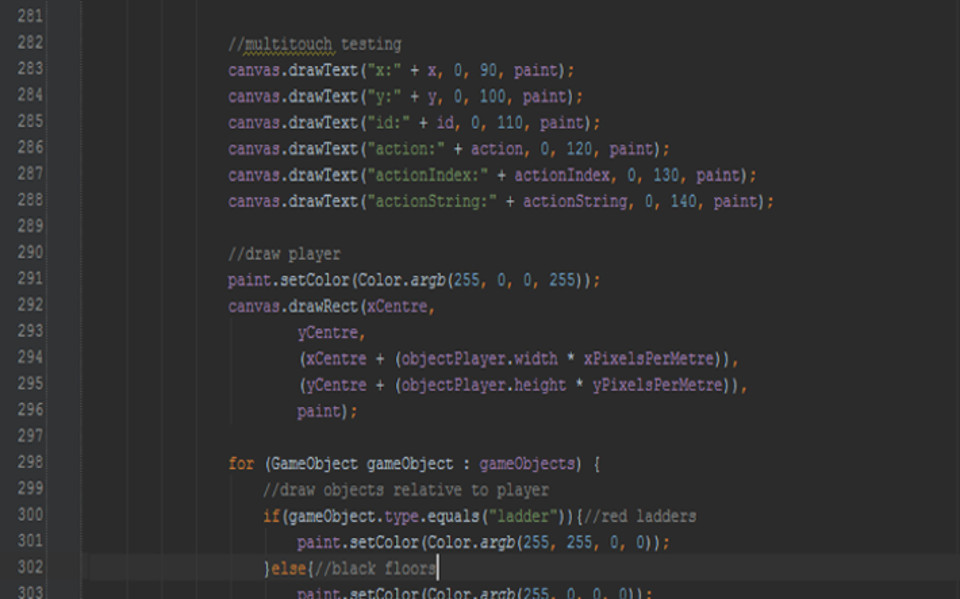 281
282 //multitouch testing
283 canvas.drawText("x:" + x, 0, 90, paint);
284 canvas.drawText("y:" + y, 0, 100, paint);
285 canvas.drawText("id:" + id, 0, 110, paint);
286 canvas.drawText("action:" + action, 0, 120, paint);
287 canvas.drawText("actionIndex:" + actionIndex, 0, 130, paint);
288 canvas.drawText("actionString:" + actionString, 0, 140, paint);
289
290 //draw player
291 paint.setColor(Color.argb(255, 0, 0, 255));
292 canvas.drawRect(xCentre,
293 yCentre,
294 (xCentre + (objectPlayer.width * xPixelsPerMetre)),
295 (yCentre + (objectPlayer.height * yPixelsPerMetre)),
296 paint);
297
298 for (GameObject gameObject : gameObjects) {
299 //draw objects relative to player
300 if(gameObject.type.equals("ladder")){//red ladders
301 paint.setColor(Color.argb(255, 255, 0, 0));
302 }else{//black floors
303 paint.setColor(Color.argb(255, 0, 0, 0));